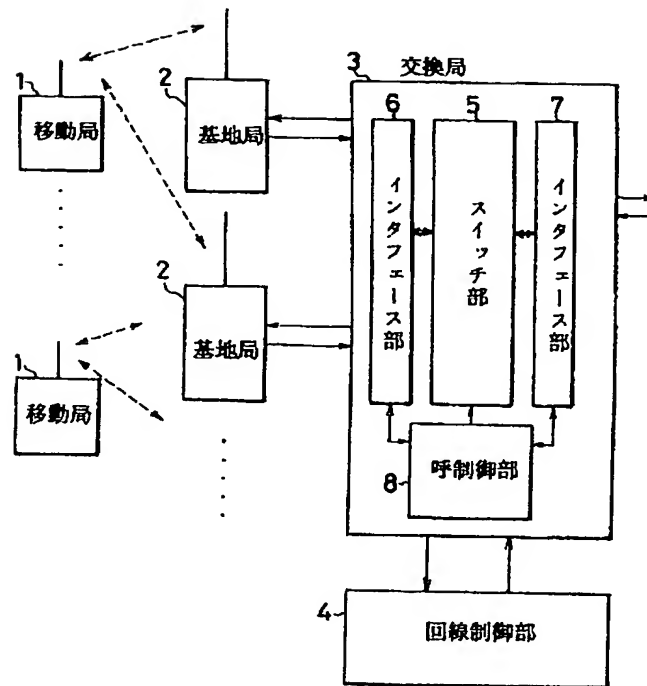 3 交換局
1 移動局
2 基地局
6 インタフェース部
5 スイッチ部
7 インタフェース部
2 基地局
1 移動局
8 呼制御部
4 回線制御部